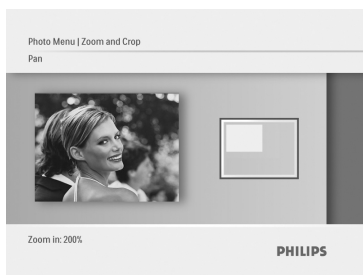 Photo Menu | Zoom and Crop
Pan
Zoom in: 200%
PHILIPS